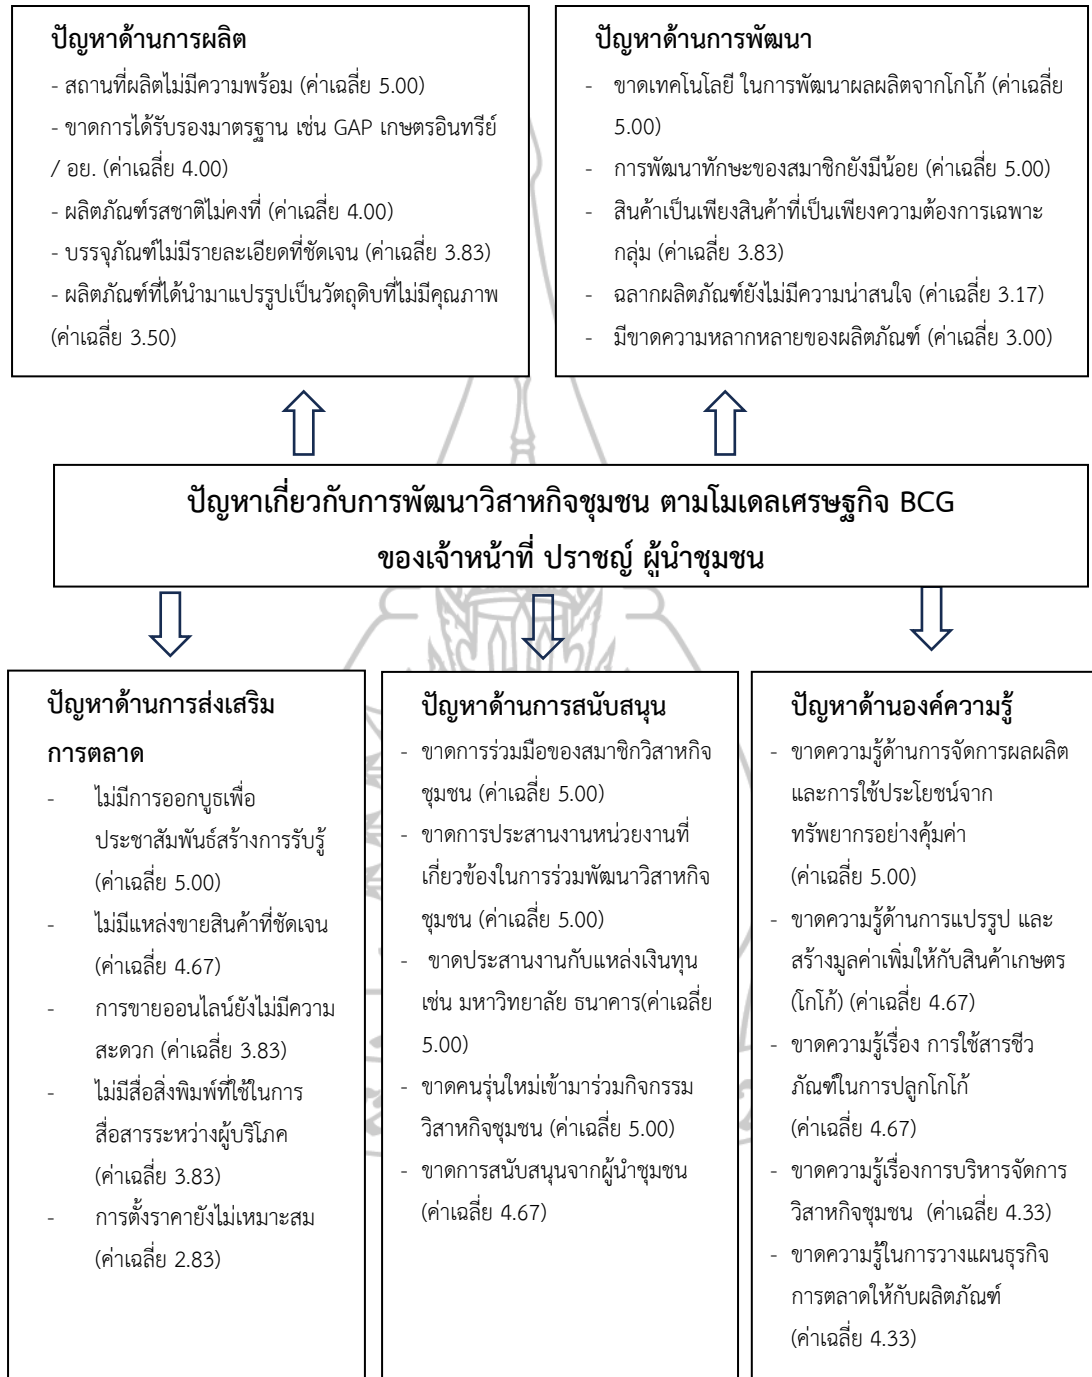 ปัญหาด้านการผลิต
- สถานที่ผลิตไม่มีความพร้อม (ค่าเฉลี่ย 5.00)
- ขาดการได้รับรองมาตรฐาน เช่น GAP เกษตรอินทรีย์
/ อย. (ค่าเฉลี่ย 4.00)
- ผลิตภัณฑ์รสชาติไม่คงที่ (ค่าเฉลี่ย 4.00)
- บรรจุภัณฑ์ไม่มีรายละเอียดที่ชัดเจน (ค่าเฉลี่ย 3.83)
- ผลิตภัณฑ์ที่ได้นำมาแปรรูปเป็นวัตถุดิบที่ไม่มีคุณภาพ
(ค่าเฉลี่ย 3.50)
ปัญหาด้านการพัฒนา
- ขาดเทคโนโลยี ในการพัฒนาผลผลิตจากโกโก้ (ค่าเฉลี่ย
5.00)
- การพัฒนาทักษะของสมาชิกยังมีน้อย (ค่าเฉลี่ย 5.00)
- สินค้าเป็นเพียงสินค้าที่เป็นเพียงความต้องการเฉพาะ
กลุ่ม (ค่าเฉลี่ย 3.83)
- ฉลากผลิตภัณฑ์ยังไม่มีความน่าสนใจ (ค่าเฉลี่ย 3.17)
- มีขาดความหลากหลายของผลิตภัณฑ์ (ค่าเฉลี่ย 3.00)
ปัญหาเกี่ยวกับการพัฒนาวิสาหกิจชุมชน ตามโมเดลเศรษฐกิจ BCG
ของเจ้าหน้าที่ ปราชญ์ ผู้นำชุมชน
ปัญหาด้านการส่งเสริม
การตลาด
- ไม่มีการออกบูธเพื่อ
ประชาสัมพันธ์สร้างการรับรู้
(ค่าเฉลี่ย 5.00)
- ไม่มีแหล่งขายสินค้าที่ชัดเจน
(ค่าเฉลี่ย 4.67)
- การขายออนไลน์ยังไม่มีความ
สะดวก (ค่าเฉลี่ย 3.83)
- ไม่มีสื่อสิ่งพิมพ์ที่ใช้ในการ
สื่อสารระหว่างผู้บริโภค
(ค่าเฉลี่ย 3.83)
- การตั้งราคายังไม่เหมาะสม
(ค่าเฉลี่ย 2.83)
ปัญหาด้านการสนับสนุน
- ขาดการร่วมมือของสมาชิกวิสาหกิจ
ชุมชน (ค่าเฉลี่ย 5.00)
- ขาดการประสานงานหน่วยงานที่
เกี่ยวข้องในการร่วมพัฒนาวิสาหกิจ
ชุมชน (ค่าเฉลี่ย 5.00)
- ขาดประสานงานกับแหล่งเงินทุน
เช่น มหาวิทยาลัย ธนาคาร(ค่าเฉลี่ย
5.00)
- ขาดคนรุ่นใหม่เข้ามาร่วมกิจกรรม
วิสาหกิจชุมชน (ค่าเฉลี่ย 5.00)
- ขาดการสนับสนุนจากผู้นำชุมชน
(ค่าเฉลี่ย 4.67)
ปัญหาด้านองค์ความรู้
- ขาดความรู้ด้านการจัดการผลผลิต
และการใช้ประโยชน์จาก
ทรัพยากรอย่างคุ้มค่า
(ค่าเฉลี่ย 5.00)
- ขาดความรู้ด้านการแปรรูป และ
สร้างมูลค่าเพิ่มให้กับสินค้าเกษตร
(โกโก้) (ค่าเฉลี่ย 4.67)
- ขาดความรู้เรื่อง การใช้สารชีว
ภัณฑ์ในการปลูกโกโก้
(ค่าเฉลี่ย 4.67)
- ขาดความรู้เรื่องการบริหารจัดการ
วิสาหกิจชุมชน (ค่าเฉลี่ย 4.33)
- ขาดความรู้ในการวางแผนธุรกิจ
การตลาดให้กับผลิตภัณฑ์
(ค่าเฉลี่ย 4.33)